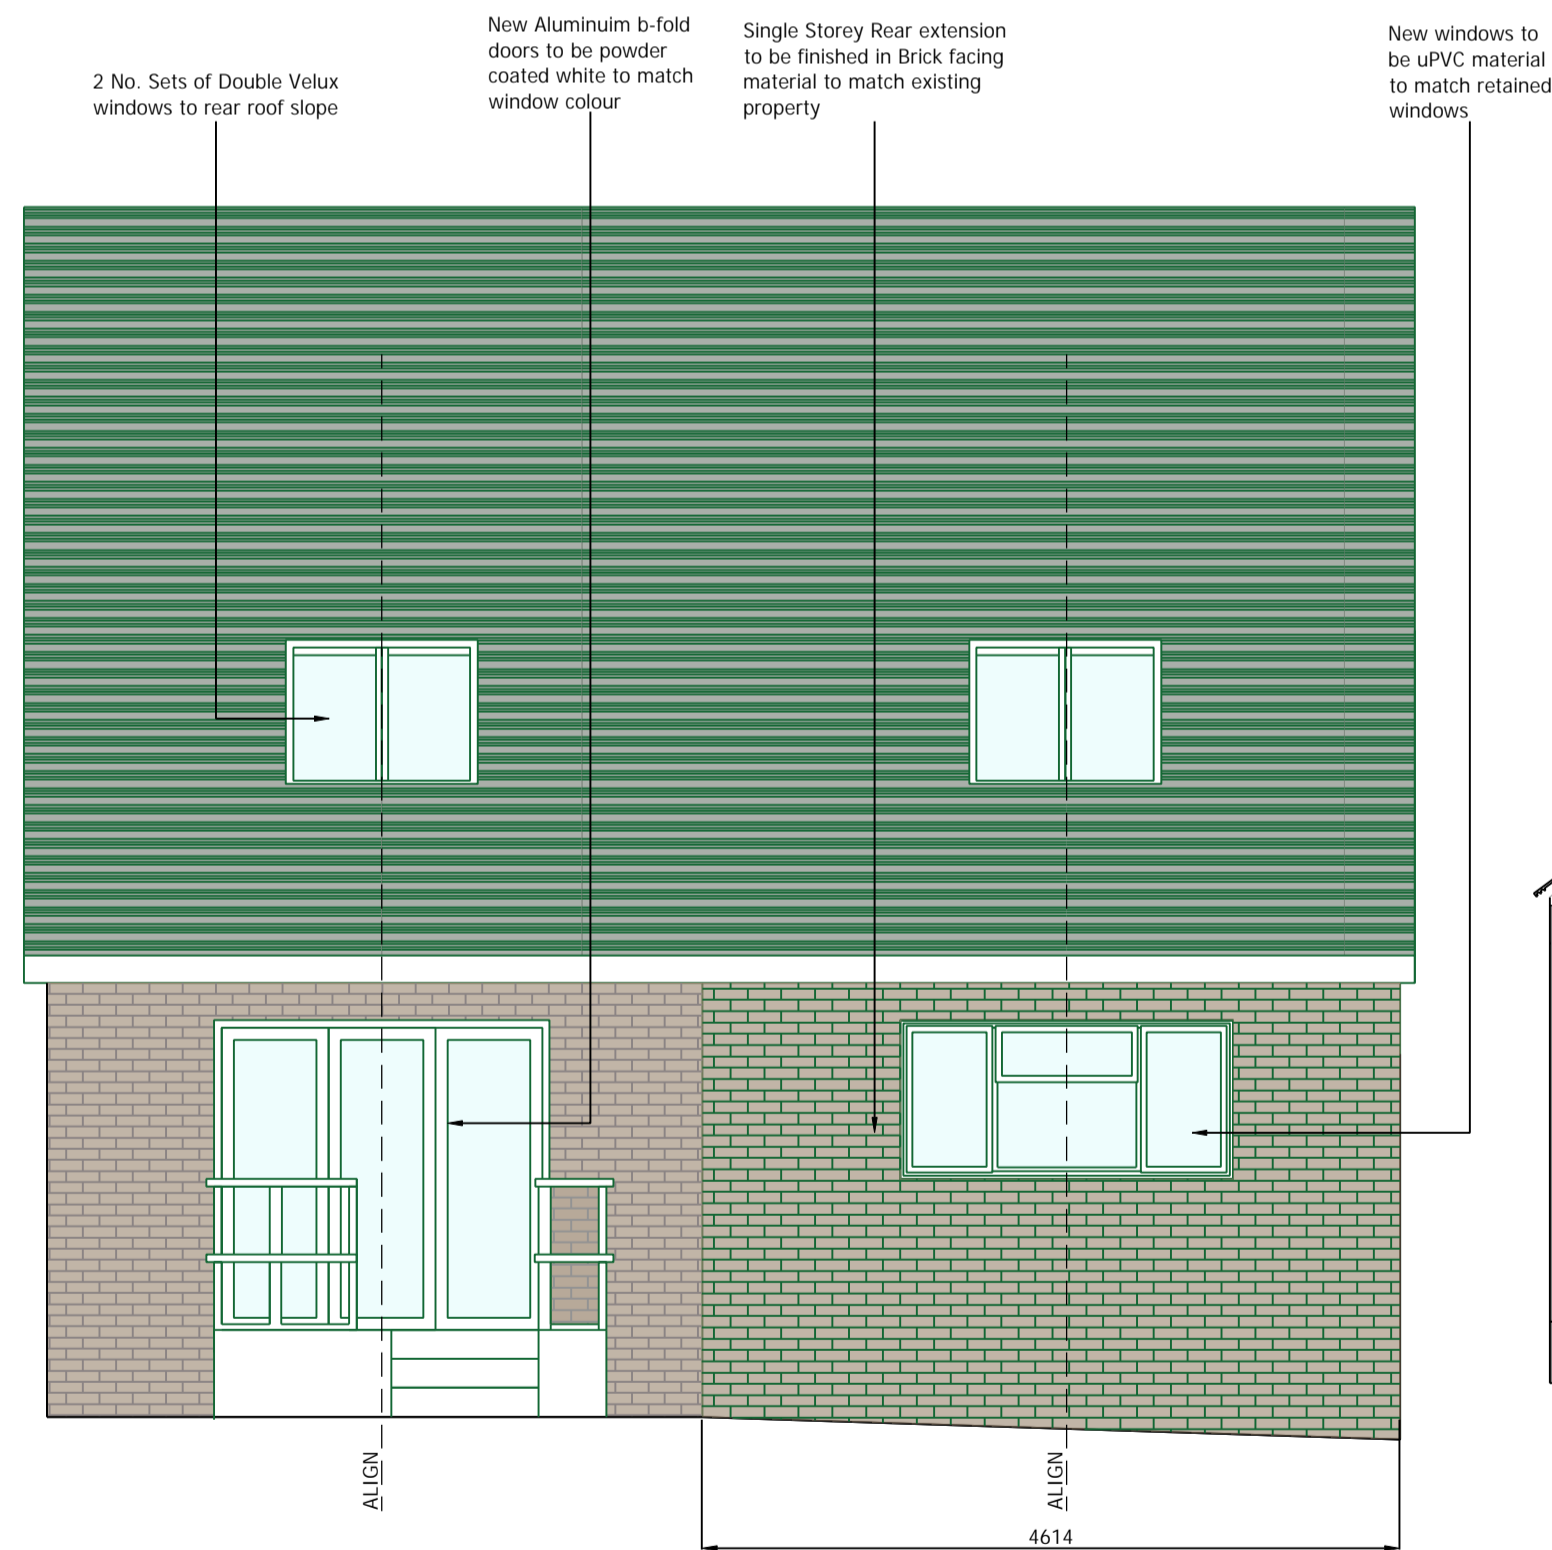 2 No. Sets of Double Velux
windows to rear roof slope
New Aluminuim b-fold
doors to be powder
coated white to match
window colour
Single Storey Rear extension
to be finished in Brick facing
material to match existing
property
New windows to
be uPVC material
to match retained
windows
ALIGN
ALIGN
4614